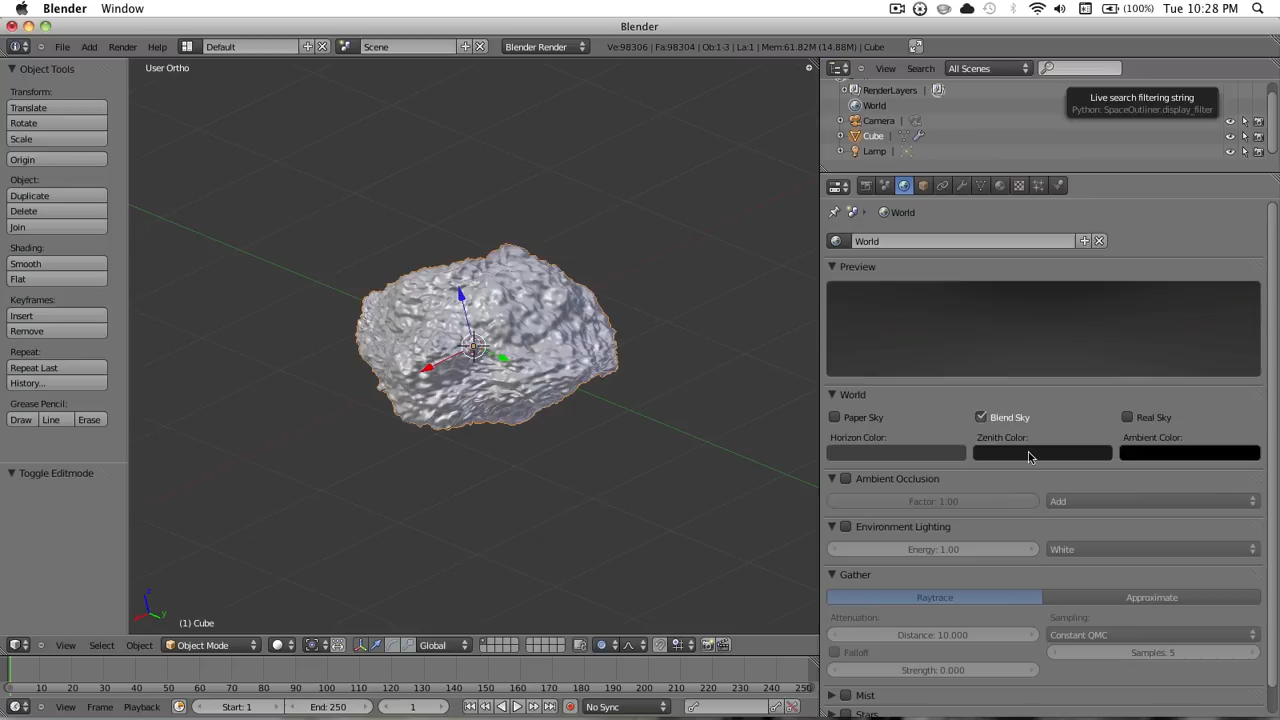 Blender Window (100%) Tue 10:28 PM
Blender
File Add Render Help Default Scene Blender Render Ve:98306 | Fa:98304 | Ob:1-3 | La:1 | Mem:61.82M (14.88M) | Cube
Object Tools
Transform:
Translate
Rotate
Scale
Origin
Object:
Duplicate
Delete
Join
Shading:
Smooth
Flat
Keyframes:
Insert
Remove
Repeat:
Repeat Last
History...
Grease Pencil:
Draw Line Erase
Toggle Editmode
User Ortho
(1) Cube
View Select Object Object Mode Global
10 20 30 40 50 60 70 80 90 100 110 120 130 140 150 160 170 180 190 200 210 220 230 240 250
View Frame Playback Start: 1 End: 250 1 No Sync
View Search All Scenes
RenderLayers |
World
Camera
Cube
Lamp
Live search filtering string
Python: SpaceOutliner.display_filter
World
World
Preview
World
Paper Sky Blend Sky Real Sky
Horizon Color: Zenith Color: Ambient Color:
Ambient Occlusion
Factor: 1.00 Add
Environment Lighting
Energy: 1.00 White
Gather
Raytrace Approximate
Attenuation: Sampling:
Distance: 10.000 Constant QMC
Falloff Samples: 5
Strength: 0.000
Mist
Stars